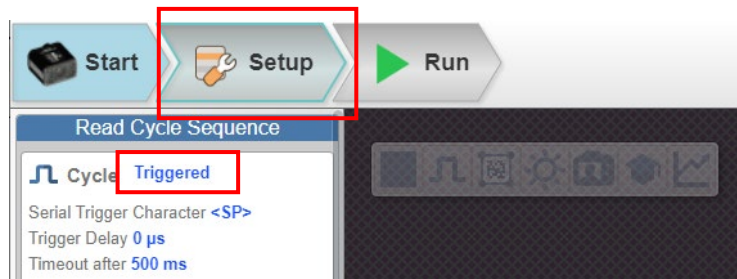 Start
Setup
Run
Read Cycle Sequence
Cycle Triggered
Serial Trigger Character <SP>
Trigger Delay 0 µs
Timeout after 500 ms